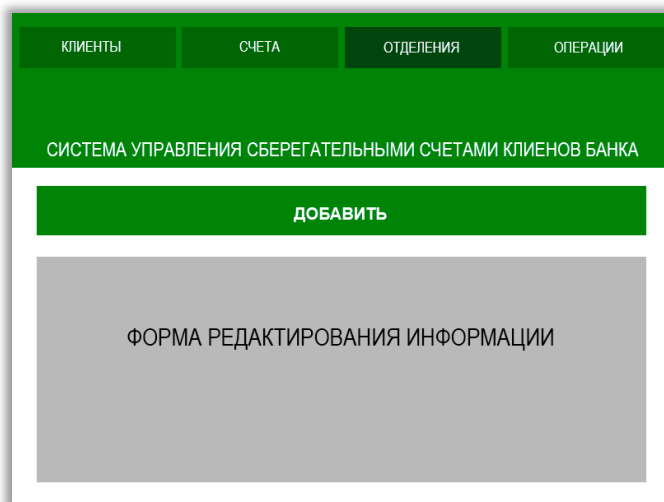 КЛИЕНТЫ СЧЕТА ОТДЕЛЕНИЯ ОПЕРАЦИИ
СИСТЕМА УПРАВЛЕНИЯ СБЕРЕГАТЕЛЬНЫМИ СЧЕТАМИ КЛИЕНОВ БАНКА
ДОБАВИТЬ
ФОРМА РЕДАКТИРОВАНИЯ ИНФОРМАЦИИ